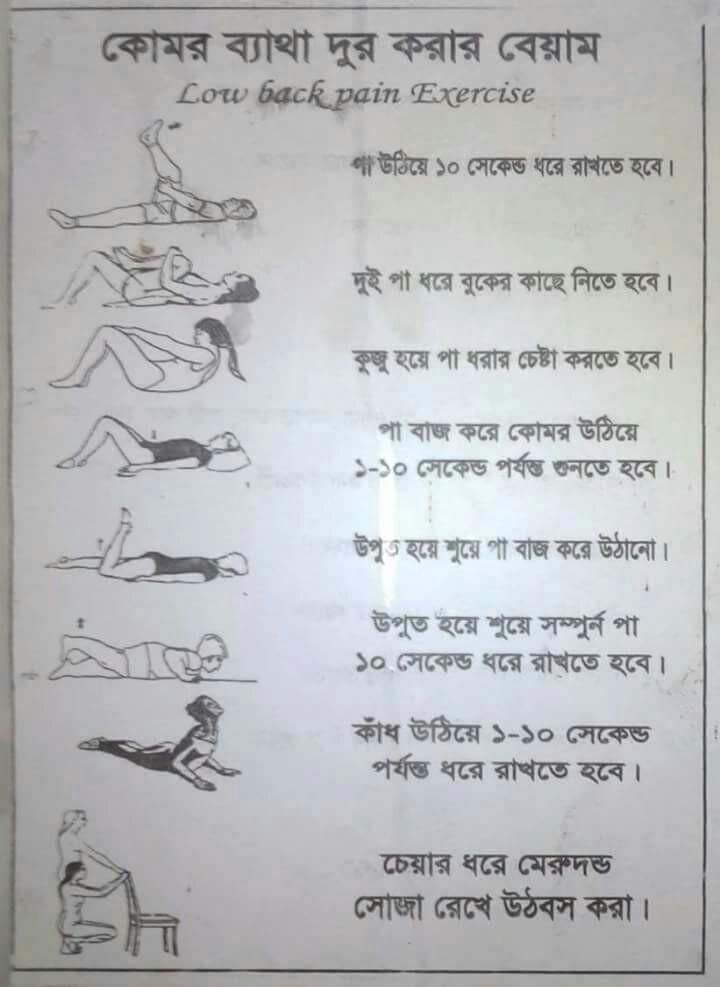 কোমর ব্যাথা দুর করার বেয়াম
Low back pain Exercise
পা উঠিয়ে ১০ সেকেন্ড ধরে রাখতে হবে।
দুই পা ধরে বুকের কাছে নিতে হবে।
কুজু হয়ে পা ধরার চেষ্টা করতে হবে।
পা বাজ করে কোমর উঠিয়ে
১-১০ সেকেন্ড পর্যন্ত গুনতে হবে।
উপুত হয়ে শুয়ে পা বাজ করে উঠানো।
উপুত হয়ে শুয়ে সম্পুর্ন পা
১০ সেকেন্ড ধরে রাখতে হবে।
কাঁধ উঠিয়ে ১-১০ সেকেন্ড
পর্যন্ত ধরে রাখতে হবে।
চেয়ার ধরে মেরুদন্ড
সোজা রেখে উঠবস করা।